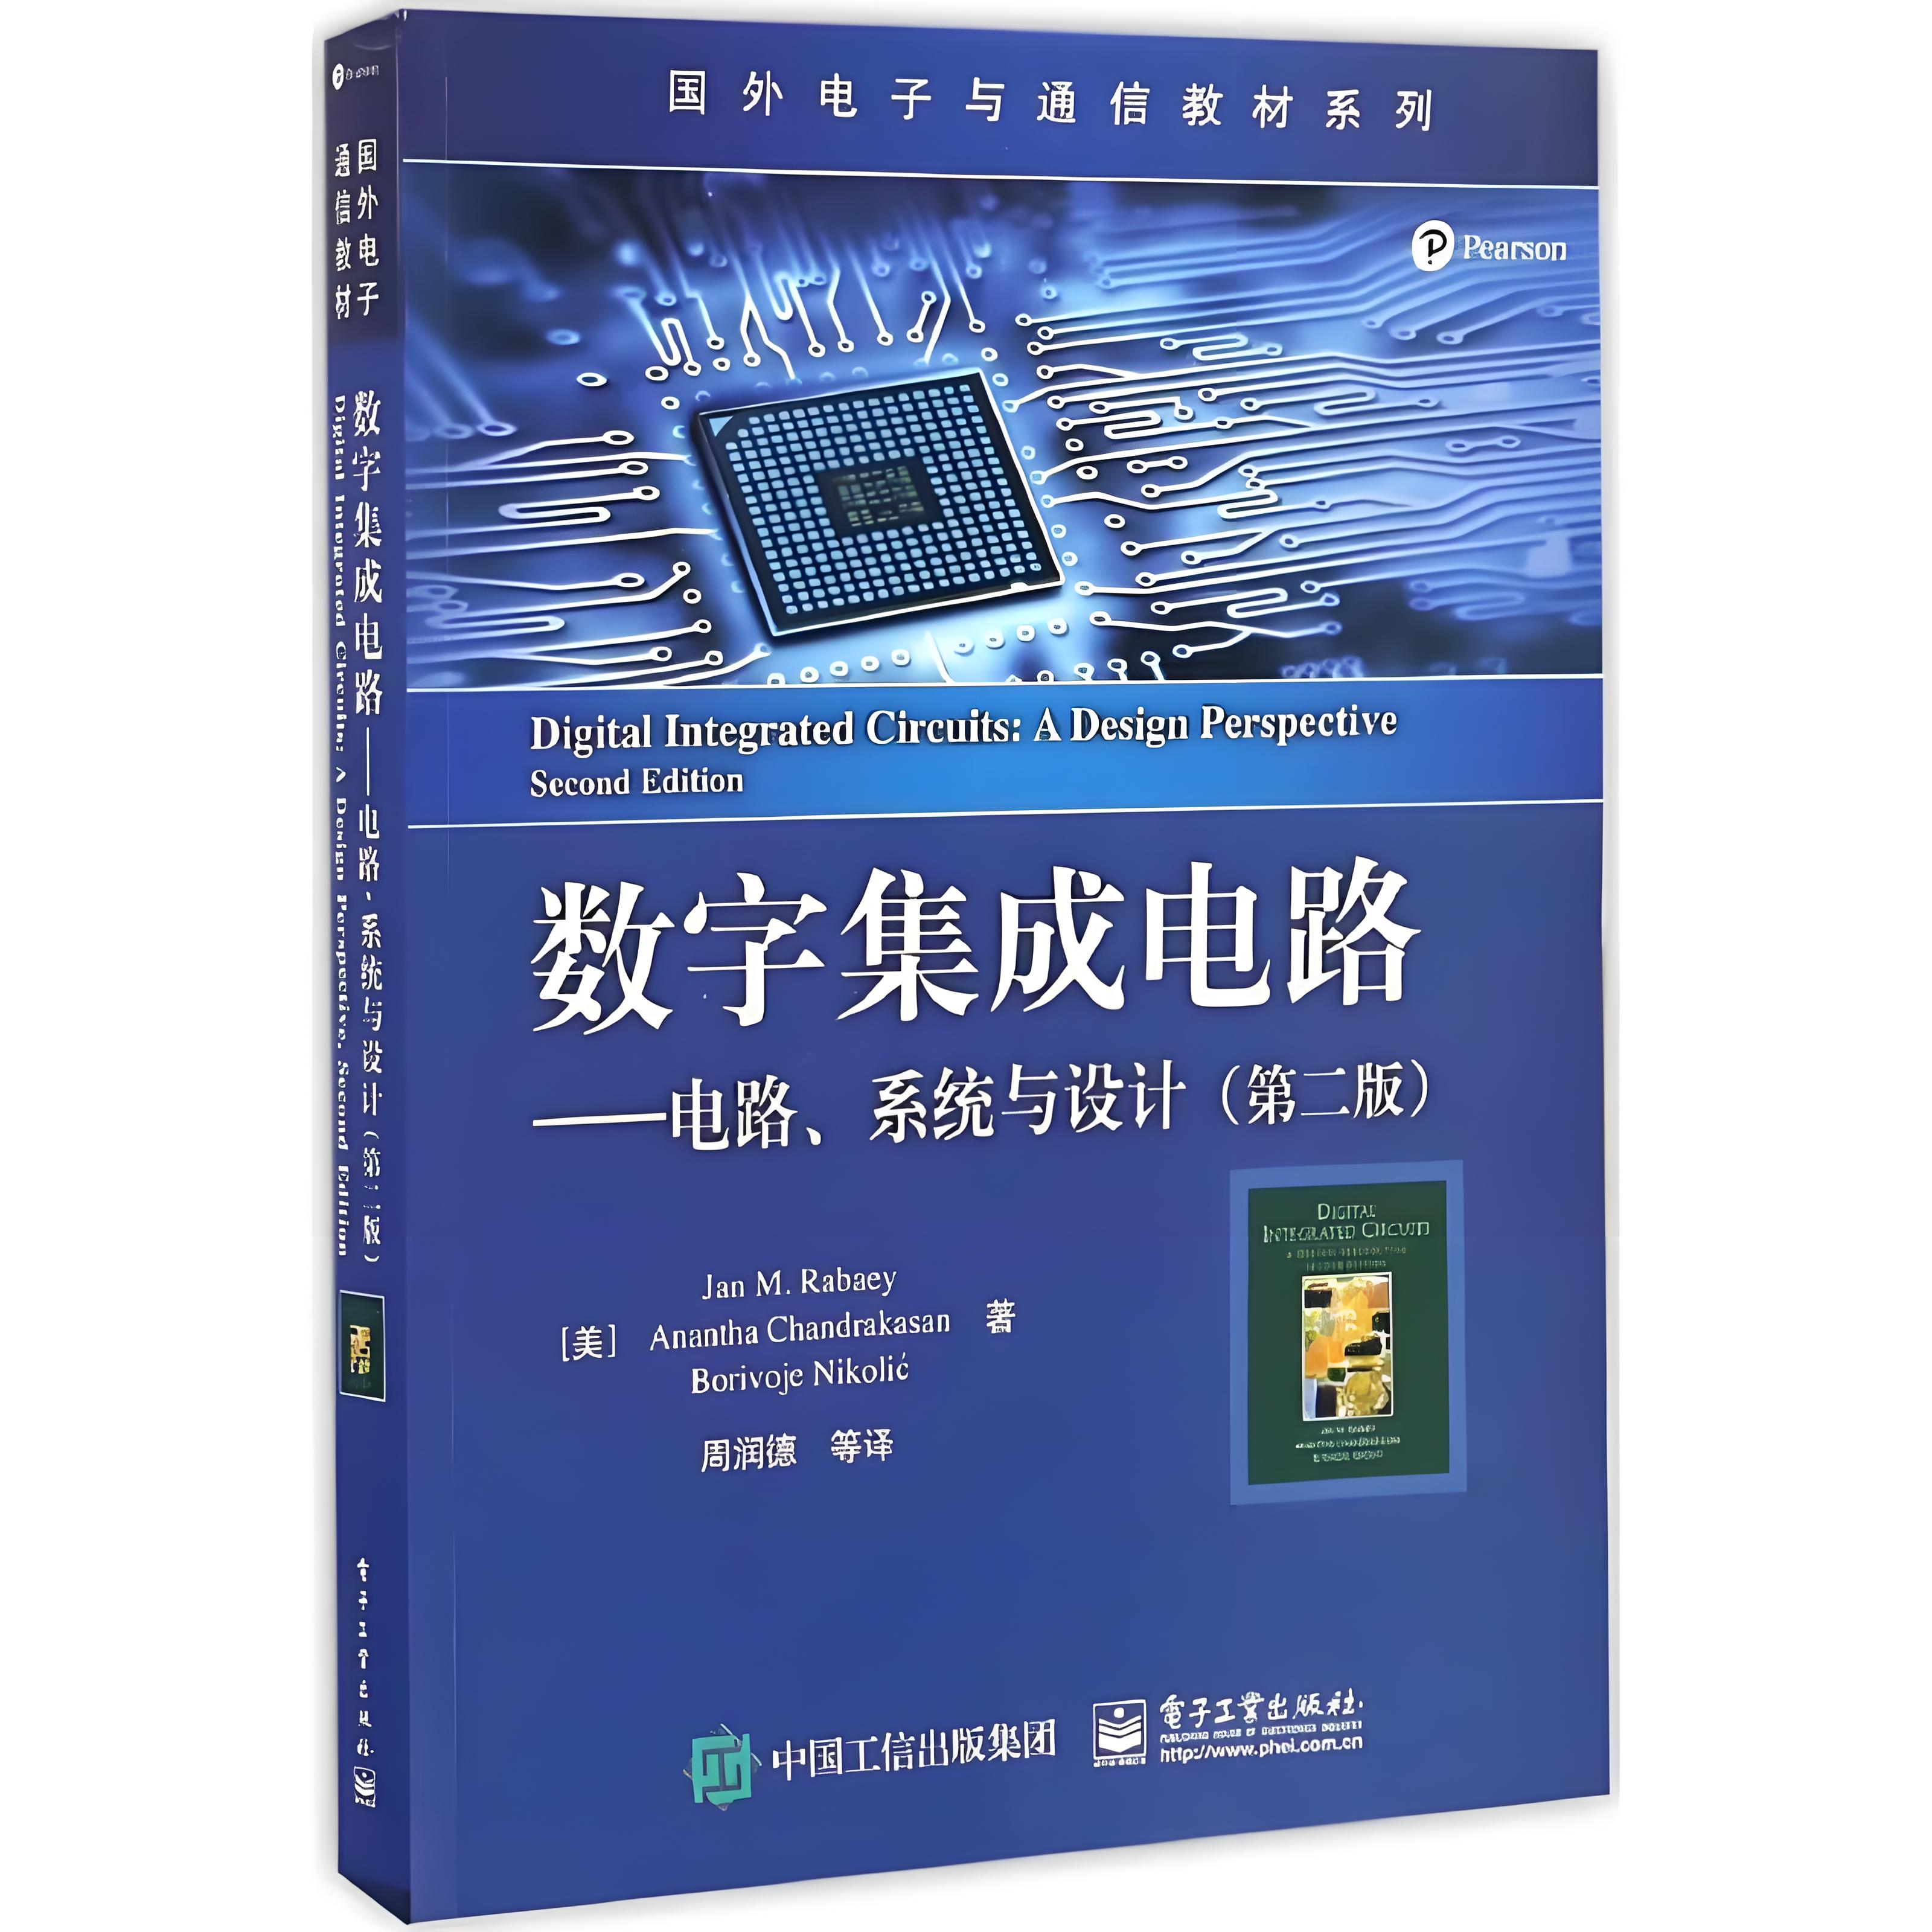 国外电子与通信教材系列
Pearson
Digital Integrated Circuits: A Design Perspective
Second Edition
数字集成电路
——电路、系统与设计(第二版)
Jan M. Rabaey
[美] Anantha Chandrakasan 著
Borivoje Nikolić
周润德 等译
DIGITAL
INTEGRATED CIRCUITS
中国工信出版集团
電子工業出版社
http://www.phei.com.cn
国外电子
通信教材
数字集成电路——电路、系统与设计(第二版)
Digital Integrated Circuits: A Design Perspective, Second Edition